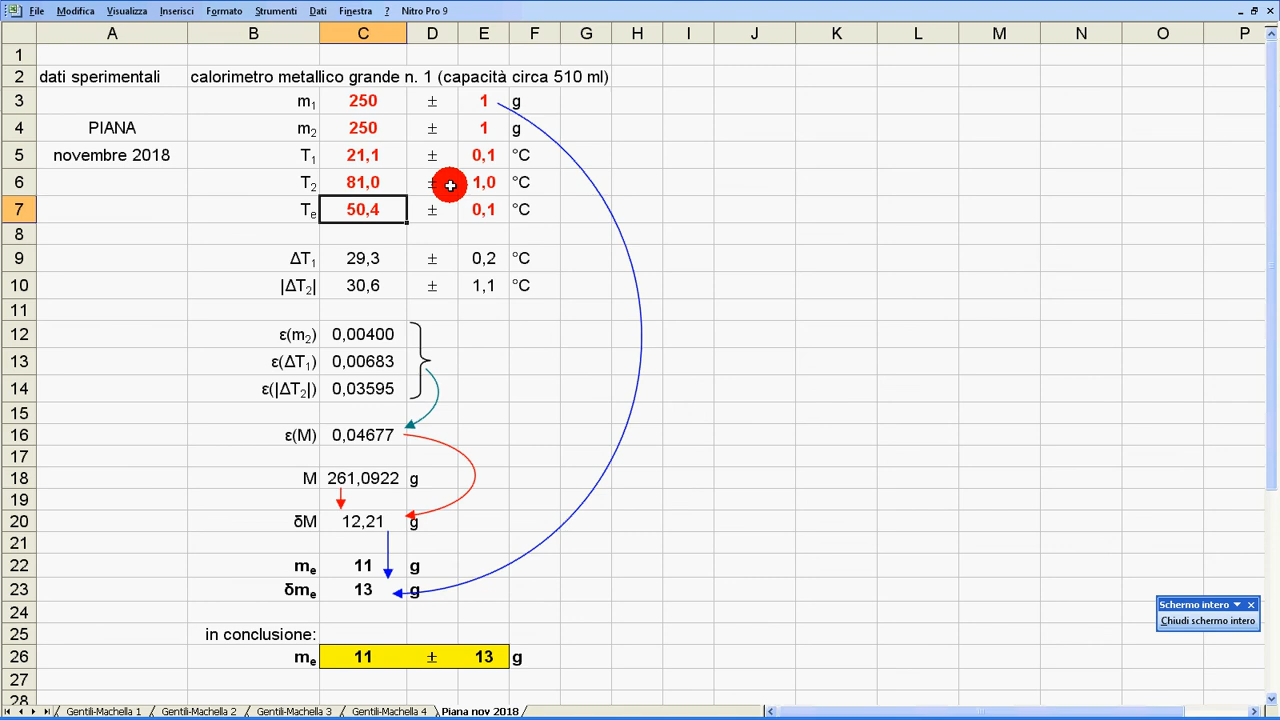 File Modifica Visualizza Inserisci Formato Strumenti Dati Finestra ? Nitro Pro 9
A B C D E F G H I J K L M N O P
1
2 dati sperimentali calorimetro metallico grande n. 1 (capacità circa 510 ml)
3 m₁ 250 ± 1 g
4 PIANA m₂ 250 ± 1 g
5 novembre 2018 T₁ 21,1 ± 0,1 °C
6 T₂ 81,0 ± 1,0 °C
7 Tₑ 50,4 ± 0,1 °C
8
9 ΔT₁ 29,3 ± 0,2 °C
10 |ΔT₂| 30,6 ± 1,1 °C
11
12 ε(m₂) 0,00400
13 ε(ΔT₁) 0,00683
14 ε(|ΔT₂|) 0,03595
15
16 ε(M) 0,04677
17
18 M 261,0922 g
19
20 δM 12,21 g
21
22 mₑ 11 g
23 δmₑ 13 g
24
25 in conclusione:
26 mₑ 11 ± 13 g
27
28
Schermo intero
Chiudi schermo intero
Gentili-Machella 1 Gentili-Machella 2 Gentili-Machella 3 Gentili-Machella 4 Piana nov 2018